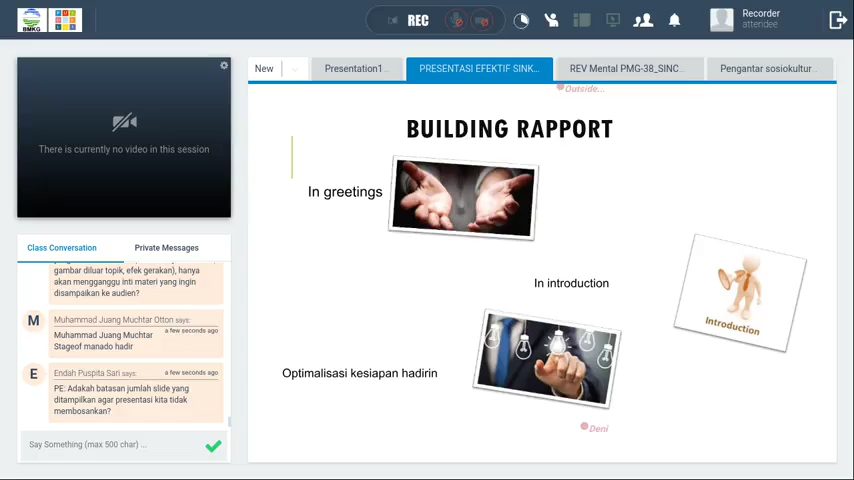 BMKG
REC
Recorder
attendee
New
Presentation1..
PRESENTASI EFEKTIF SINK...
REV Mental PMG-38_SINC...
Pengantar sosiokultur...
There is currently no video in this session
Class Conversation
Private Messages
gambar diluar topik, efek gerakan), hanya
akan mengganggu inti materi yang ingin
disampaikan ke audien?
M
Muhammad Juang Muchtar Otton says:
a few seconds ago
Muhammad Juang Muchtar
Stageof manado hadir
E
Endah Puspita Sari says:
a few seconds ago
PE: Adakah batasan jumlah slide yang
ditampilkan agar presentasi kita tidak
membosankan?
Say Something (max 500 char) ...
Outside...
BUILDING RAPPORT
In greetings
In introduction
Introduction
Optimalisasi kesiapan hadirin
Deni